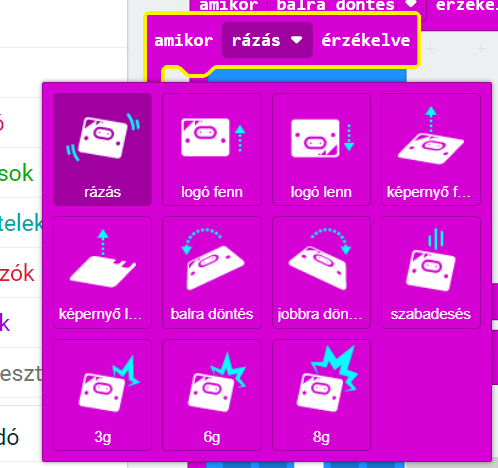 amikor balra döntés érzékel
amikor rázás érzékelve
ó
rázás
logó fenn
logó lenn
képernyő f...
sok
telek
zók
képernyő l...
balra döntés
jobbra dön...
szabadesés
k
eszt
3g
6g
8g
dó